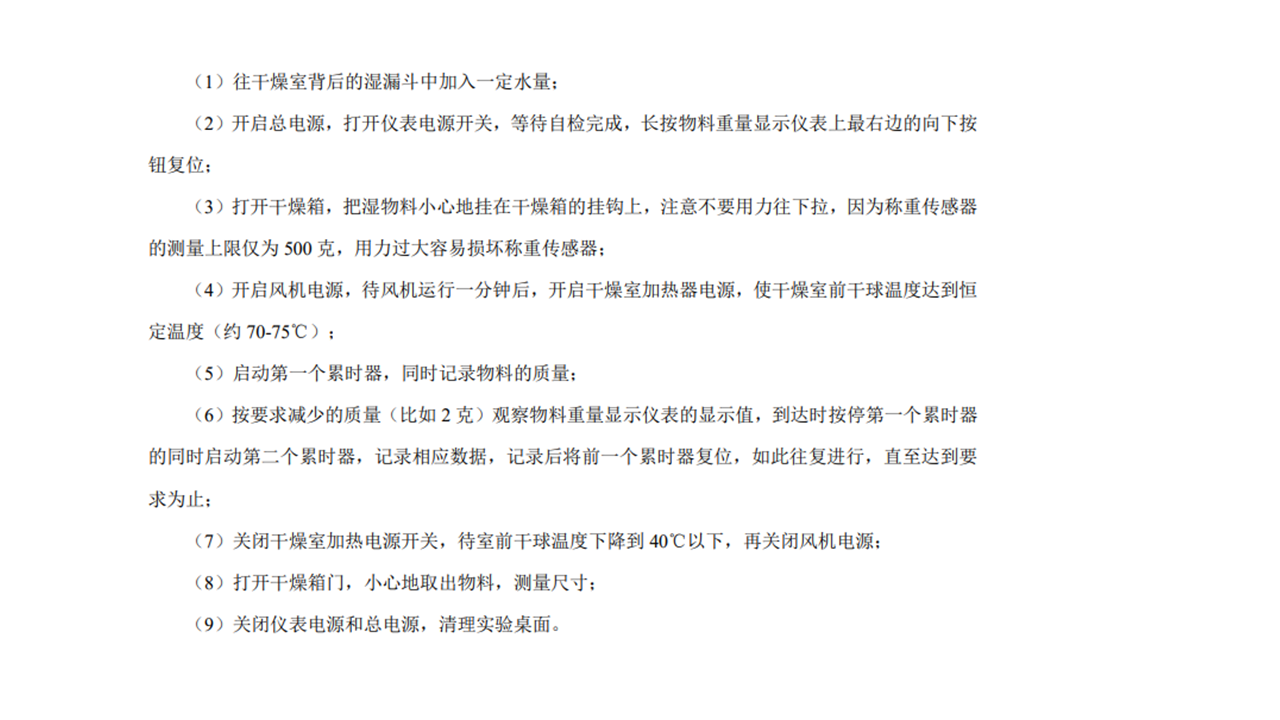 （1）往干燥室背后的湿漏斗中加入一定水量；
（2）开启总电源，打开仪表电源开关，等待自检完成，长按物料重量显示仪表上最右边的向下按
钮复位；
（3）打开干燥箱，把湿物料小心地挂在干燥箱的挂钩上，注意不要用力往下拉，因为称重传感器
的测量上限仅为 500 克，用力过大容易损坏称重传感器；
（4）开启风机电源，待风机运行一分钟后，开启干燥室加热器电源，使干燥室前干球温度达到恒
定温度（约 70-75℃）；
（5）启动第一个累时器，同时记录物料的质量；
（6）按要求减少的质量（比如 2 克）观察物料重量显示仪表的显示值，到达时按停第一个累时器
的同时启动第二个累时器，记录相应数据，记录后将前一个累时器复位，如此往复进行，直至达到要
求为止；
（7）关闭干燥室加热电源开关，待室前干球温度下降到 40℃以下，再关闭风机电源；
（8）打开干燥箱门，小心地取出物料，测量尺寸；
（9）关闭仪表电源和总电源，清理实验桌面。